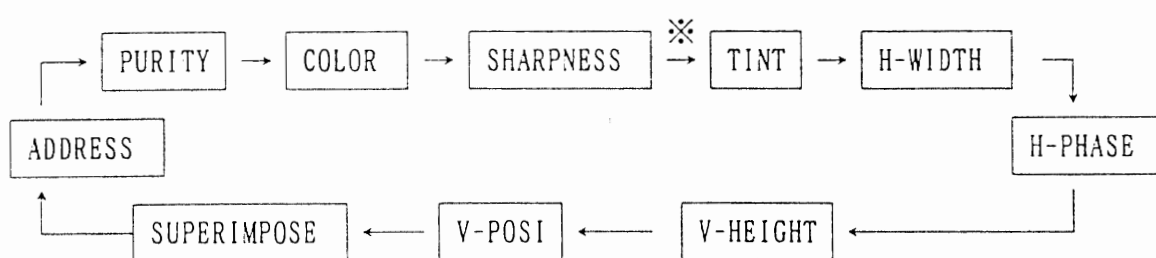 ※
PURITY → COLOR → SHARPNESS → TINT → H-WIDTH
ADDRESS H-PHASE
SUPERIMPOSE ← V-POSI ← V-HEIGHT